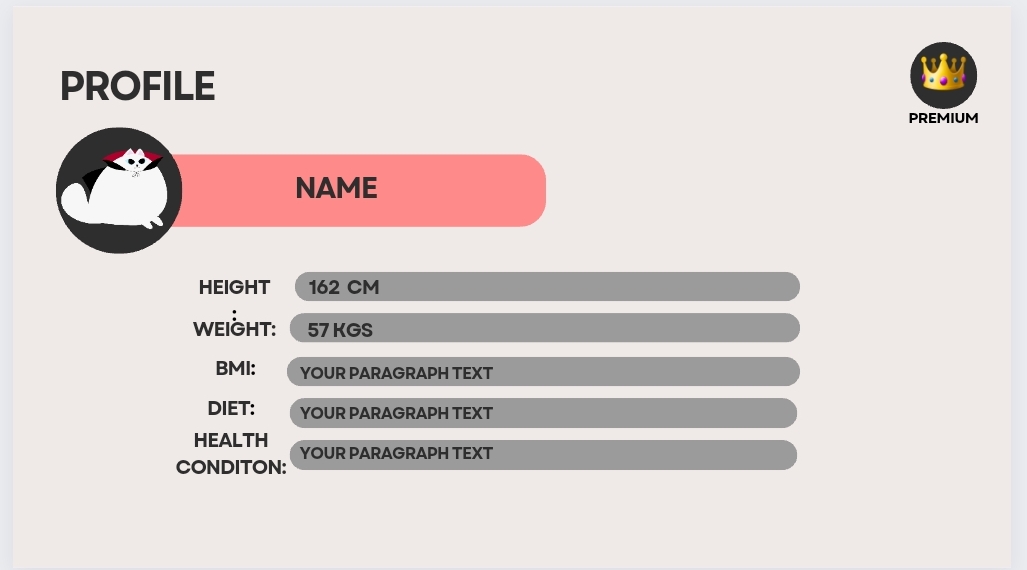 PROFILE
PREMIUM
NAME
HEIGHT
:
162 CM
WEIGHT:
57 KGS
BMI:
YOUR PARAGRAPH TEXT
DIET:
YOUR PARAGRAPH TEXT
HEALTH
CONDITON:
YOUR PARAGRAPH TEXT